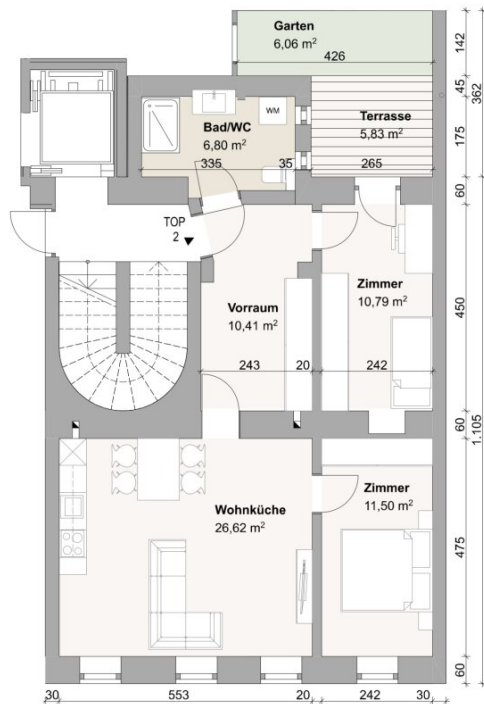 Garten
6,06 m²
426
142
45
362
Terrasse
5,83 m²
WM
Bad/WC
6,80 m²
335
35
265
175
60
TOP
2
Zimmer
10,79 m²
Vorraum
10,41 m²
450
243
20
242
60
1.105
Zimmer
11,50 m²
Wohnküche
26,62 m²
475
60
30
553
20
242
30